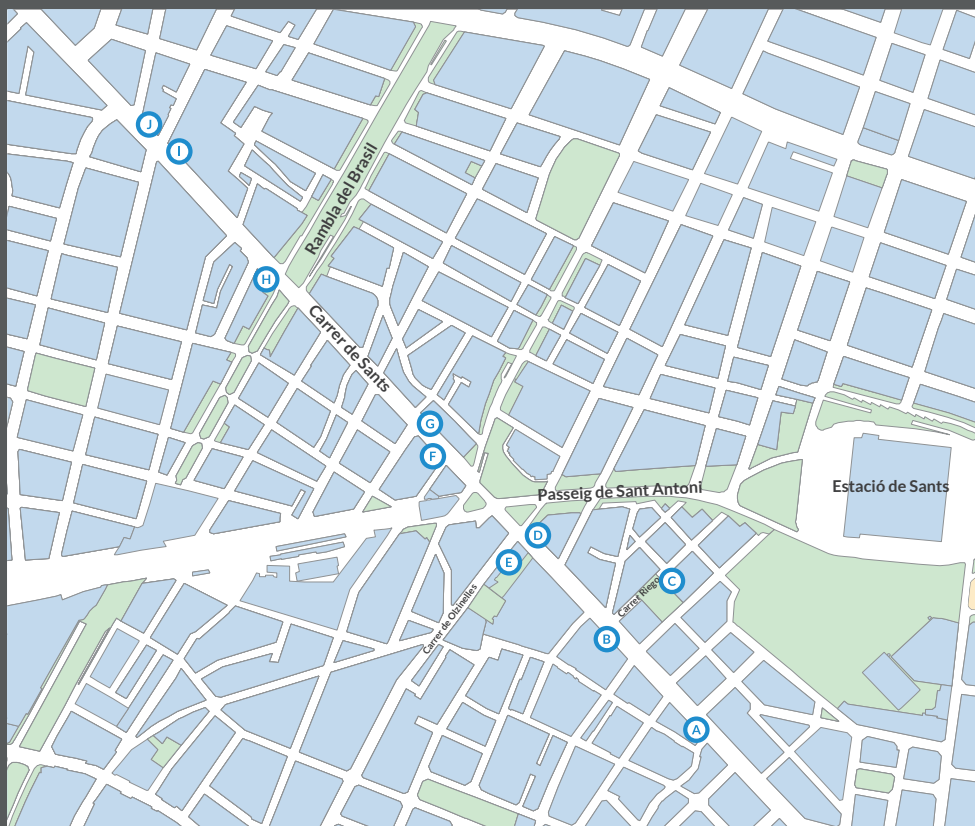 J
I
Rambla del Brasil
H
Carrer de Sants
G
F
Estació de Sants
Passeig de Sant Antoni
D
E
C
Carrer Riego
Carrer de Olzinelles
B
A